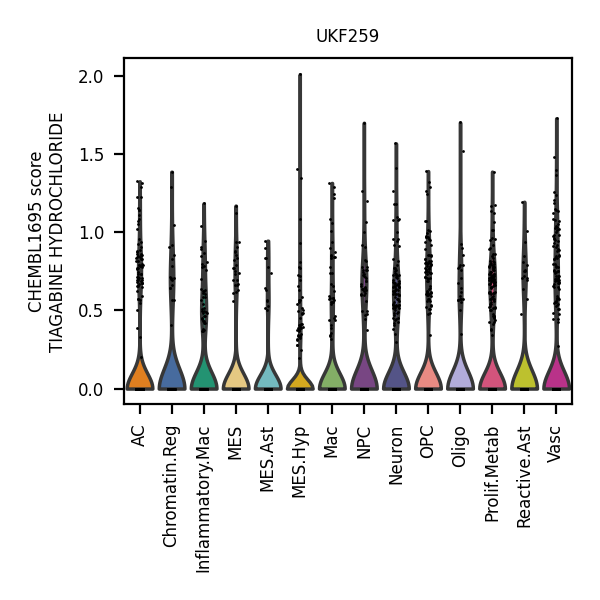 UKF259
CHEMBL1695 score
TIAGABINE HYDROCHLORIDE
2.0
1.5
1.0
0.5
0.0
AC
Chromatin.Reg
Inflammatory.Mac
MES
MES.Ast
MES.Hyp
Mac
NPC
Neuron
OPC
Oligo
Prolif.Metab
Reactive.Ast
Vasc